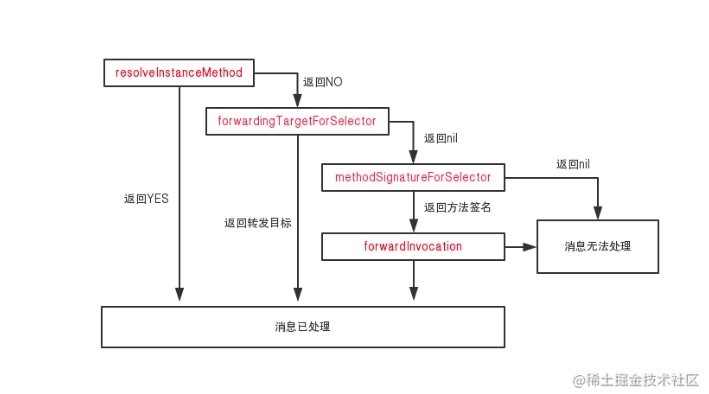 resolveInstanceMethod
返回NO
forwardingTargetForSelector
返回nil
返回nil
methodSignatureForSelector
返回YES
返回转发目标
返回方法签名
forwardInvocation
消息无法处理
消息已处理
@稀土掘金技术社区